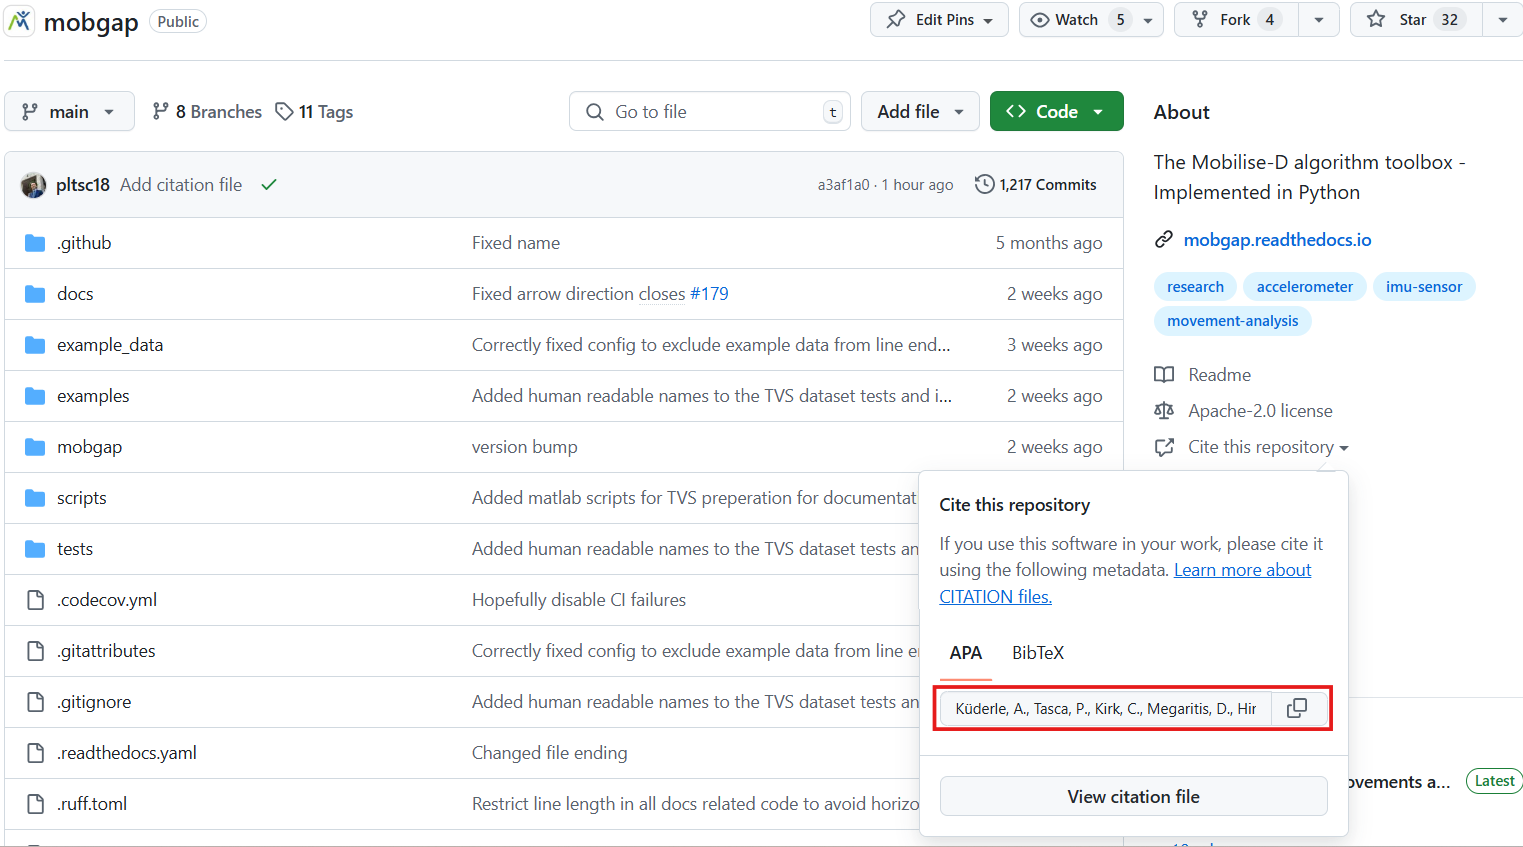 mobgap Public Edit Pins Watch 5 Fork 4 Star 32
main 8 Branches 11 Tags Go to file t Add file Code
pltsc18 Add citation file a3af1a0 · 1 hour ago 1,217 Commits
.github Fixed name 5 months ago
docs Fixed arrow direction closes #179 2 weeks ago
example_data Correctly fixed config to exclude example data from line end... 3 weeks ago
examples Added human readable names to the TVS dataset tests and i... 2 weeks ago
mobgap version bump 2 weeks ago
scripts Added matlab scripts for TVS preperation for documentat
tests Added human readable names to the TVS dataset tests an
.codecov.yml Hopefully disable CI failures
.gitattributes Correctly fixed config to exclude example data from line e
.gitignore Added human readable names to the TVS dataset tests an
.readthedocs.yaml Changed file ending
.ruff.toml Restrict line length in all docs related code to avoid horizo
About
The Mobilise-D algorithm toolbox -
Implemented in Python
mobgap.readthedocs.io
research accelerometer imu-sensor
movement-analysis
Readme
Apache-2.0 license
Cite this repository
Cite this repository
If you use this software in your work, please cite it
using the following metadata. Learn more about
CITATION files.
APA BibTeX
Küderle, A., Tasca, P., Kirk, C., Megaritis, D., Hir
ovements a... Latest
View citation file